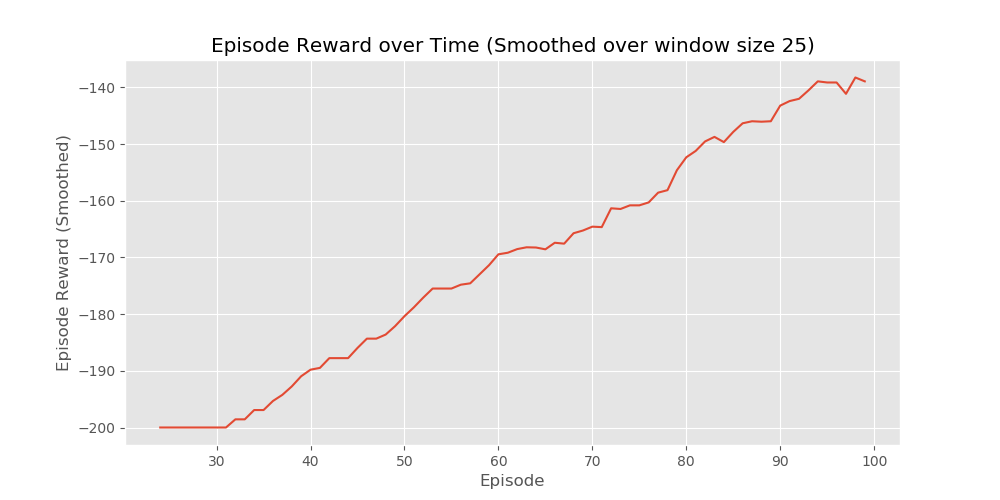 Episode Reward over Time (Smoothed over window size 25)
Episode Reward (Smoothed)
−140
−150
−160
−170
−180
−190
−200
30 40 50 60 70 80 90 100
Episode